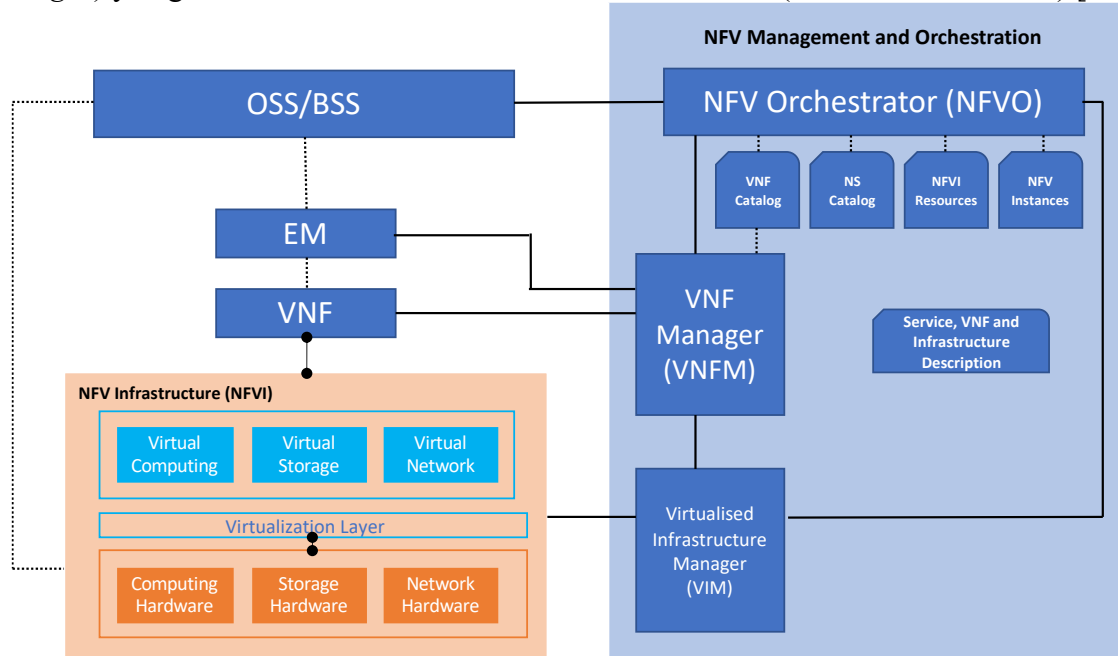 NFV Management and Orchestration
OSS/BSS
NFV Orchestrator (NFVO)
VNF
Catalog
NS
Catalog
NFVI
Resources
NFV
Instances
EM
VNF
VNF
Manager
(VNFM)
Service, VNF and
Infrastructure
Description
NFV Infrastructure (NFVI)
Virtual
Computing
Virtual
Storage
Virtual
Network
Virtualization Layer
Computing
Hardware
Storage
Hardware
Network
Hardware
Virtualised
Infrastructure
Manager
(VIM)